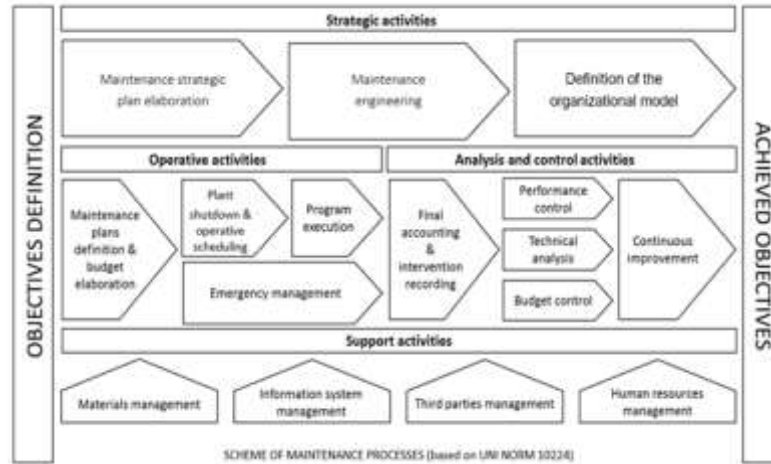 OBJECTIVES DEFINITION
Strategic activities
Maintenance strategic
plan elaboration
Maintenance
engineering
Definition of the
organizational model
Operative activities
Maintenance
plans
definition &
budget
elaboration
Plant
shutdown &
operative
scheduling
Program
execution
Emergency management
Analysis and control activities
Final
accounting
&
intervention
recording
Performance
control
Technical
analysis
Budget control
Continuous
improvement
Support activities
Materials management
Information system
management
Third parties management
Human resources
management
ACHIEVED OBJECTIVES
SCHEME OF MAINTENANCE PROCESSES (based on UNI NORM 10224)